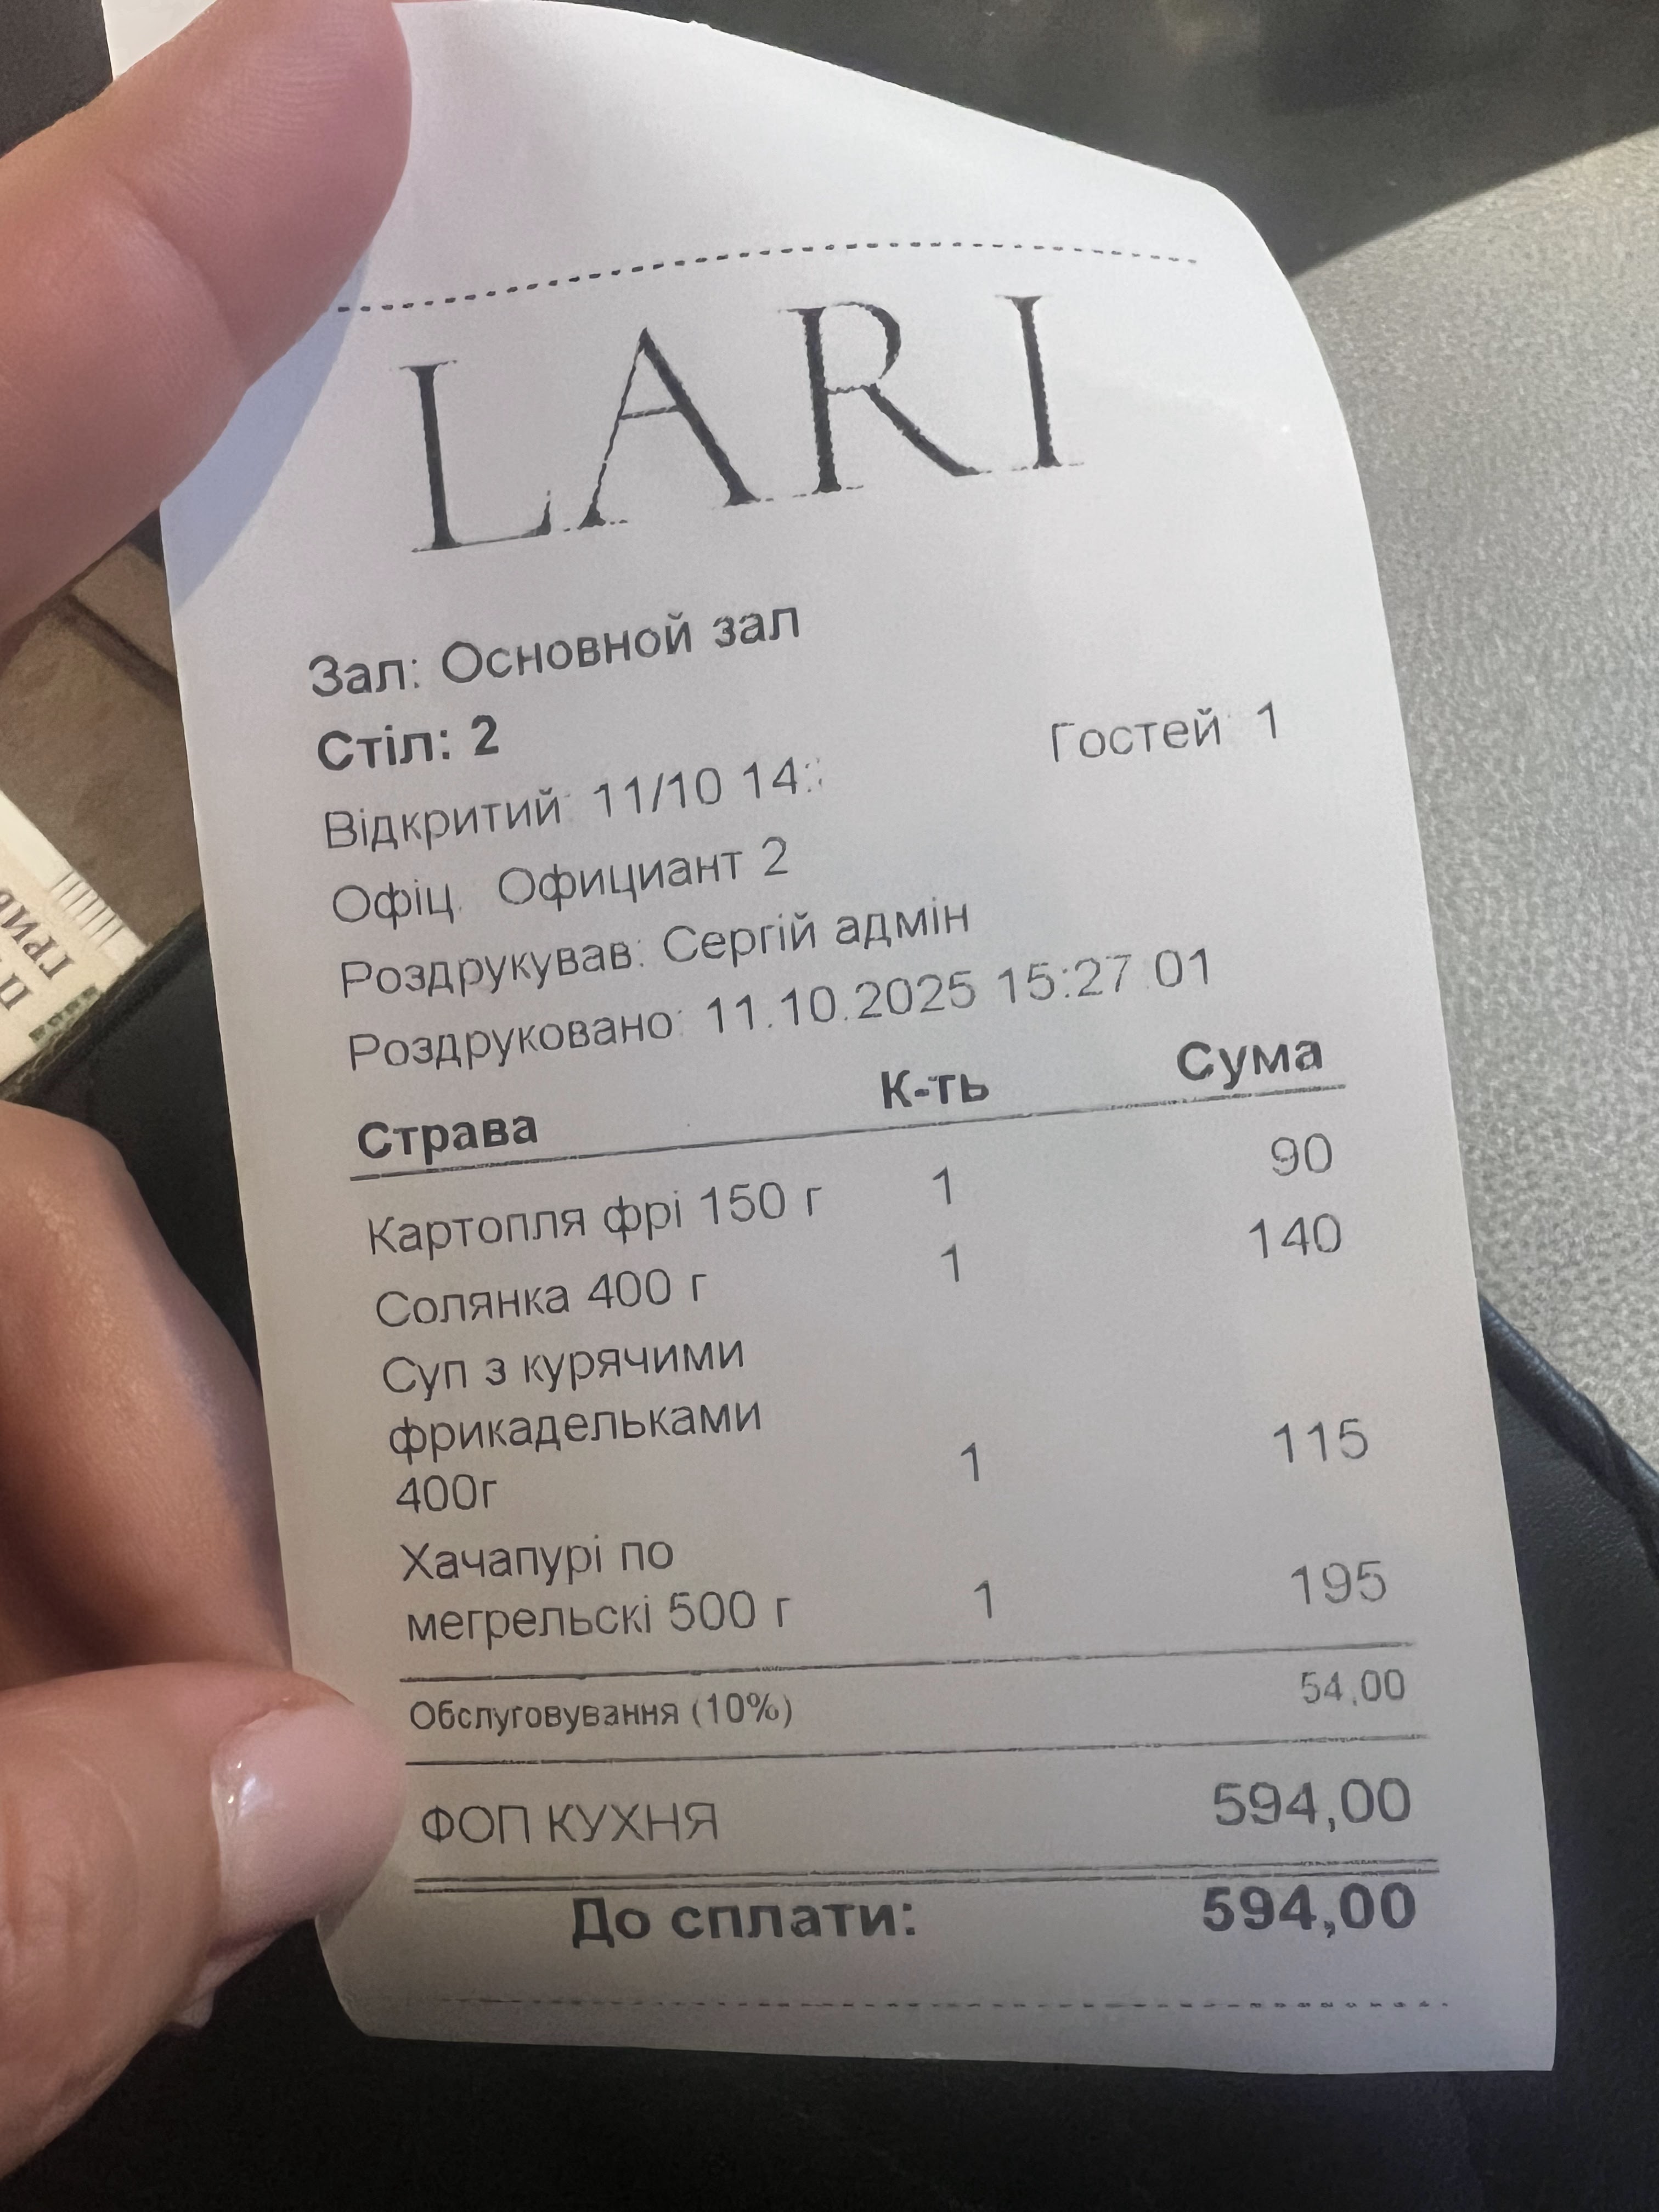 LARI
Зал: Основной зал
Стіл: 2
Відкритий: 11/10 14: Гостей: 1
Офіц. Официант 2
Роздрукував: Сергій адмін
Роздруковано: 11.10.2025 15:27:01
Страва К-ть Сума
Картопля фрі 150 г 1 90
Солянка 400 г 1 140
Суп з курячими
фрикадельками
400г 1 115
Хачапурі по
мегрельскі 500 г 1 195
Обслуговування (10%) 54,00
ФОП КУХНЯ 594,00
До сплати: 594,00